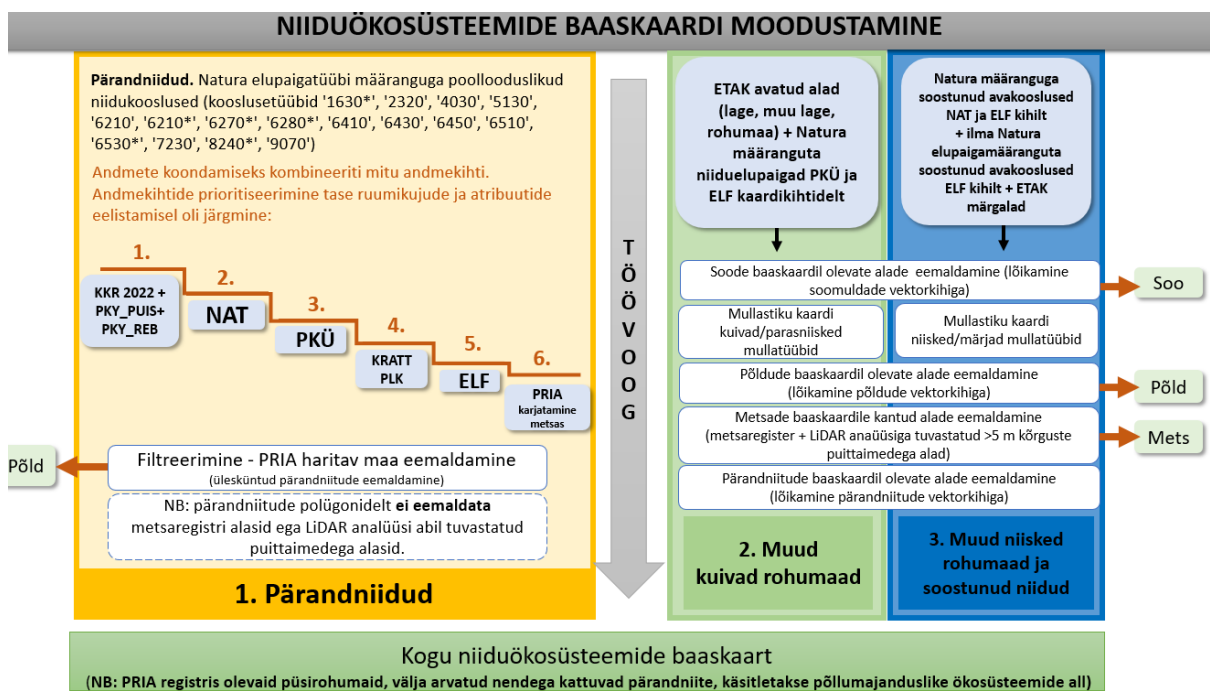 NIIDUÖKOSÜSTEEMIDE BAASKAARDI MOODUSTAMINE
Pärandniidud. Natura elupaigatüübi määranguga poollooduslikud
niidukooslused (kooslusetüübid '1630*', '2320', '4030', '5130',
'6210', '6210*', '6270*', '6280*', '6410', '6430', '6450', '6510',
'6530*', '7230', '8240*', '9070')
Andmete koondamiseks kombineeriti mitu andmekihti.
Andmekihtide prioritiseerimine tase ruumikujude ja atribuutide
eelistamisel oli järgmine:
1.
KKR 2022 +
PKY_PUIS+
PKY_REB
2.
NAT
3.
PKÜ
4.
KRATT
PLK
5.
ELF
6.
PRIA
karjatamine
metsas
Põld
Filtreerimine - PRIA haritav maa eemaldamine
(ülesküntud pärandniitude eemaldamine)
NB: pärandniitude polügonidelt ei eemaldata
metsaregistri alasid ega LiDAR analüüsi abil tuvastatud
puittaimedega alasid.
1. Pärandniidud
TÖÖVOOG
ETAK avatud alad
(lage, muu lage,
rohumaa) + Natura
määranguta
niiduelupaigad PKÜ ja
ELF kaardikihtidelt
Natura määranguga
soostunud avakooslused
NAT ja ELF kihilt
+ ilma Natura
elupaigamääranguta
soostunud avakooslused
ELF kihilt + ETAK
märgalad
Soode baaskaardil olevate alade eemaldamine (lõikamine
soomuldade vektorkihiga)
Soo
Mullastiku kaardi
kuivad/parasniisked
mullatüübid
Mullastiku kaardi
niisked/märjad mullatüübid
Põldude baaskaardil olevate alade eemaldamine
(lõikamine põldude vektorkihiga)
Põld
Metsade baaskaardile kantud alade eemaldamine
(metsaregister + LiDAR anaüüsiga tuvastatud >5 m kõrguste
puittaimedega alad)
Mets
Pärandniitude baaskaardil olevate alade eemaldamine
(lõikamine pärandniitude vektorkihiga)
2. Muud
kuivad rohumaad
3. Muud niisked
rohumaad ja
soostunud niidud
Kogu niiduökosüsteemide baaskaart
(NB: PRIA registris olevaid püsirohumaid, välja arvatud nendega kattuvad pärandniite, käsitletakse põllumajanduslike ökosüsteemide all)